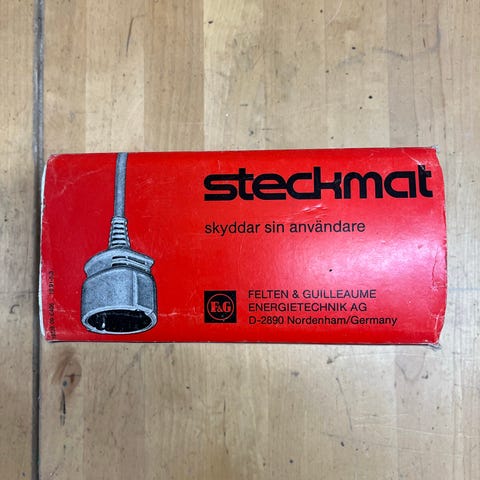 steckmat
skyddar sin användare
F&G
FELTEN & GUILLEAUME
ENERGIETECHNIK AG
D-2890 Nordenham/Germany